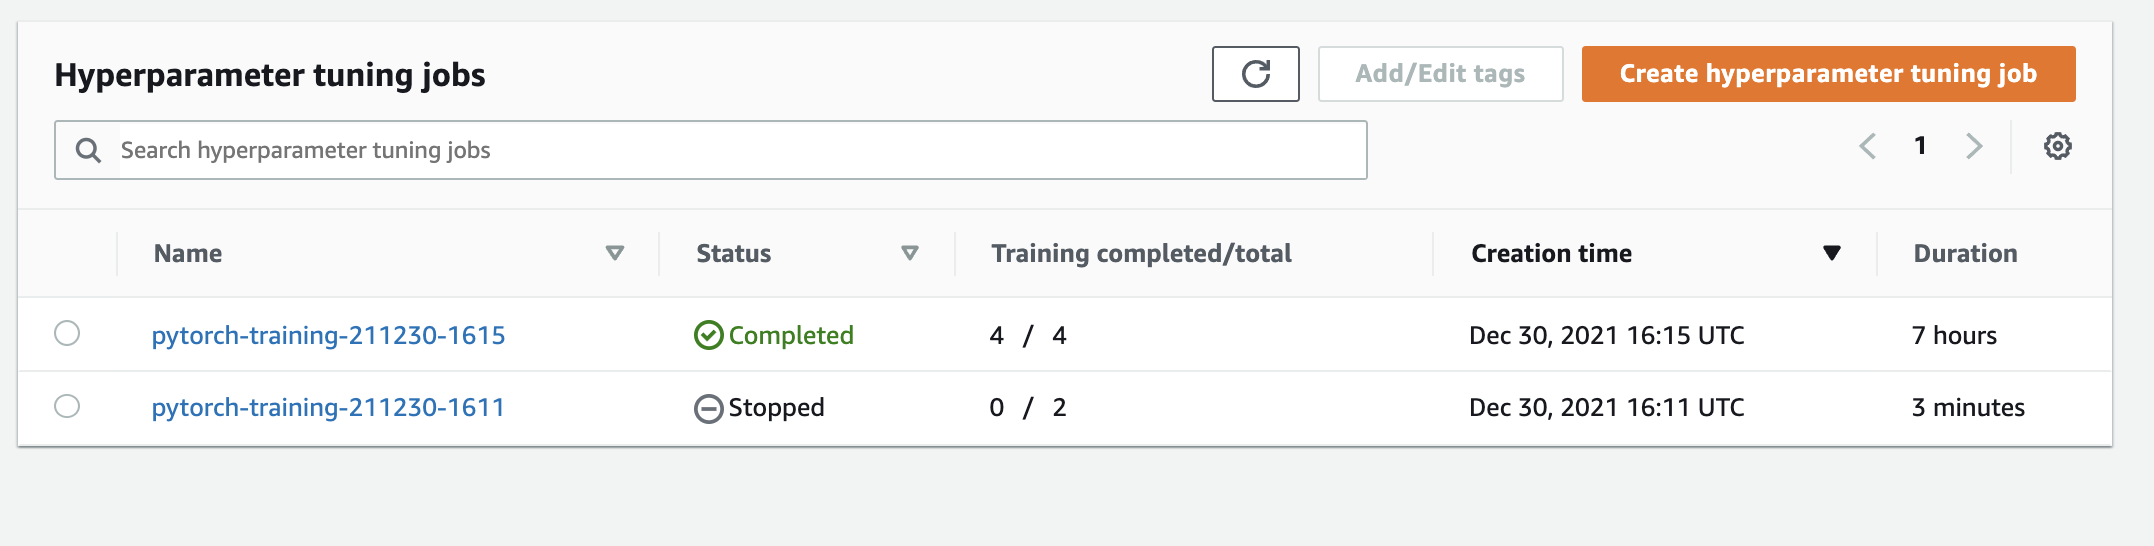 Hyperparameter tuning jobs
Add/Edit tags
Create hyperparameter tuning job
Search hyperparameter tuning jobs
1
Name Status Training completed/total Creation time Duration
pytorch-training-211230-1615 Completed 4 / 4 Dec 30, 2021 16:15 UTC 7 hours
pytorch-training-211230-1611 Stopped 0 / 2 Dec 30, 2021 16:11 UTC 3 minutes